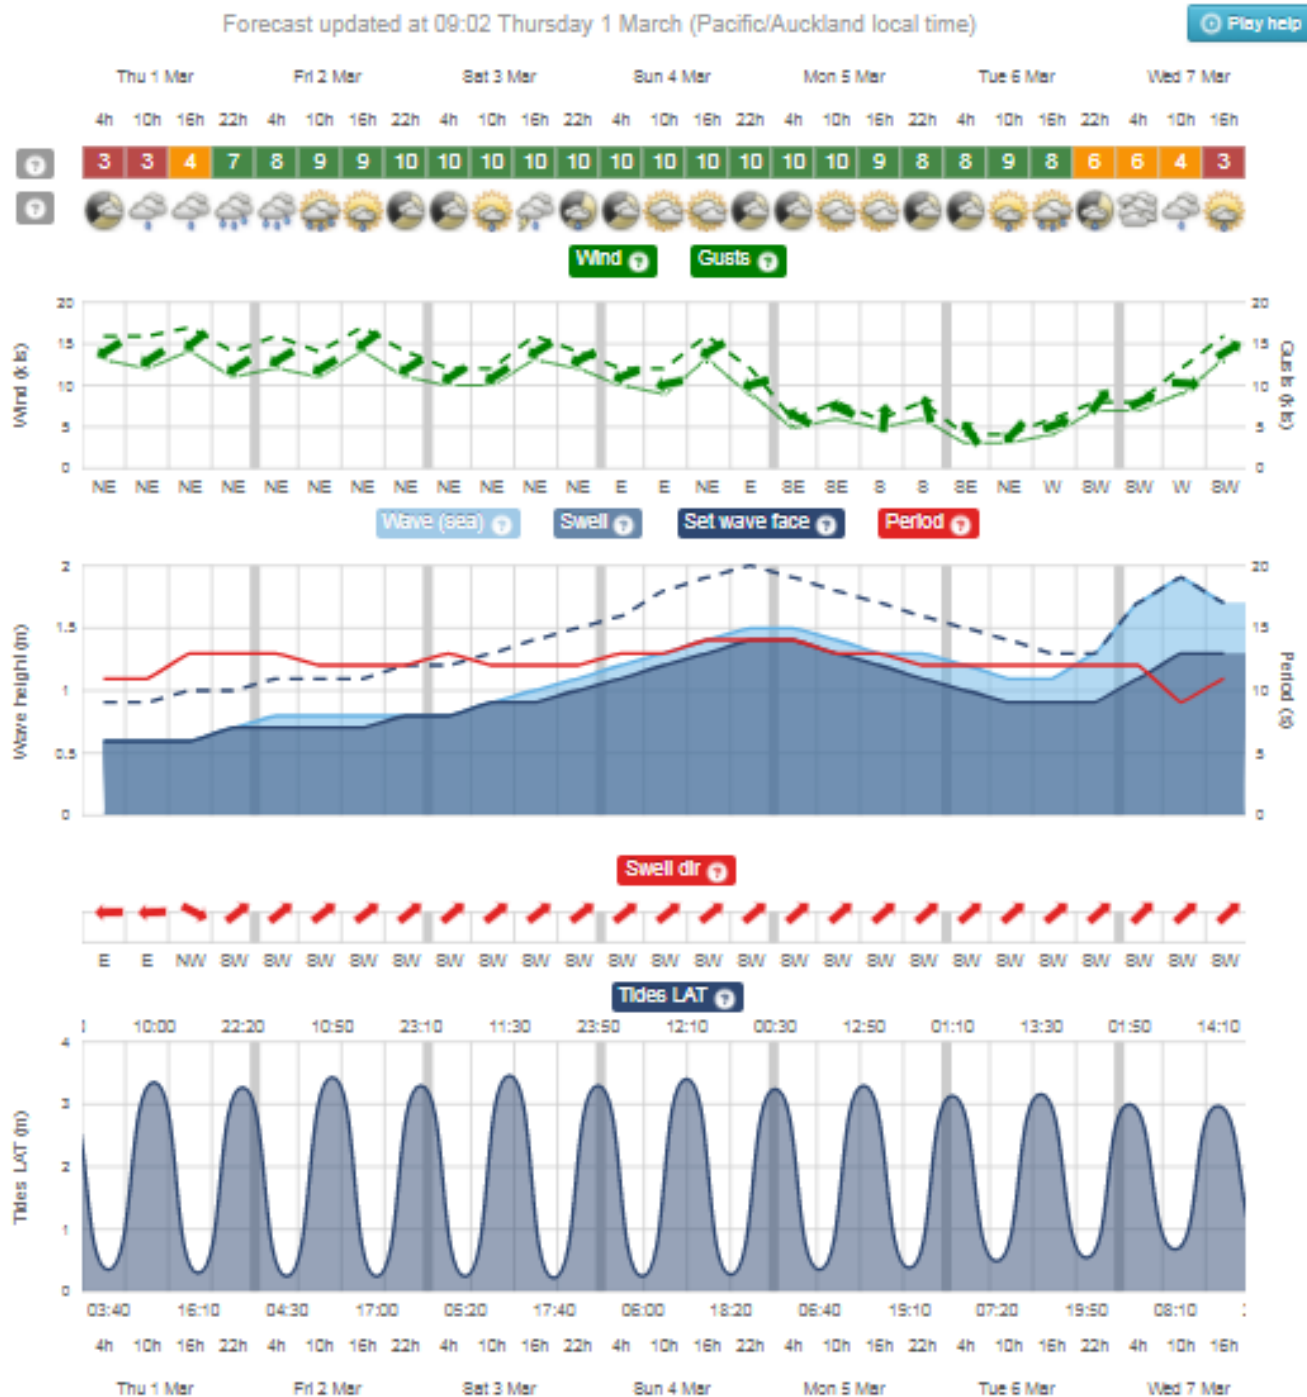 Forecast updated at 09:02 Thursday 1 March (Pacific/Auckland local time)
Play help
Thu 1 Mar Fri 2 Mar Sat 3 Mar Sun 4 Mar Mon 5 Mar Tue 6 Mar Wed 7 Mar
4h 10h 16h 22h 4h 10h 16h 22h 4h 10h 16h 22h 4h 10h 16h 22h 4h 10h 16h 22h 4h 10h 16h 22h 4h 10h 16h
? 3 3 4 7 8 9 9 10 10 10 10 10 10 10 10 10 10 10 9 8 8 9 8 6 6 4 3
?
Wind ? Gusts ?
20 20
15 15
10 10
5 5
0 0
Wind (kts)
Gusts (kts)
NE NE NE NE NE NE NE NE NE NE NE NE E E NE E SE SE S S SE NE W SW SW W SW
Wave (sea) ? Swell ? Set wave face ? Period ?
2 20
1.5 15
1 10
0.5 5
0 0
Wave height (m)
Period (s)
Swell dir ?
E E NW SW SW SW SW SW SW SW SW SW SW SW SW SW SW SW SW SW SW SW SW SW SW SW SW
Tides LAT ?
10:00 22:20 10:50 23:10 11:30 23:50 12:10 00:30 12:50 01:10 13:30 01:50 14:10
4
3
2
1
0
Tides LAT (m)
03:40 16:10 04:30 17:00 05:20 17:40 06:00 18:20 06:40 19:10 07:20 19:50 08:10
4h 10h 16h 22h 4h 10h 16h 22h 4h 10h 16h 22h 4h 10h 16h 22h 4h 10h 16h 22h 4h 10h 16h 22h 4h 10h 16h
Thu 1 Mar Fri 2 Mar Sat 3 Mar Sun 4 Mar Mon 5 Mar Tue 6 Mar Wed 7 Mar